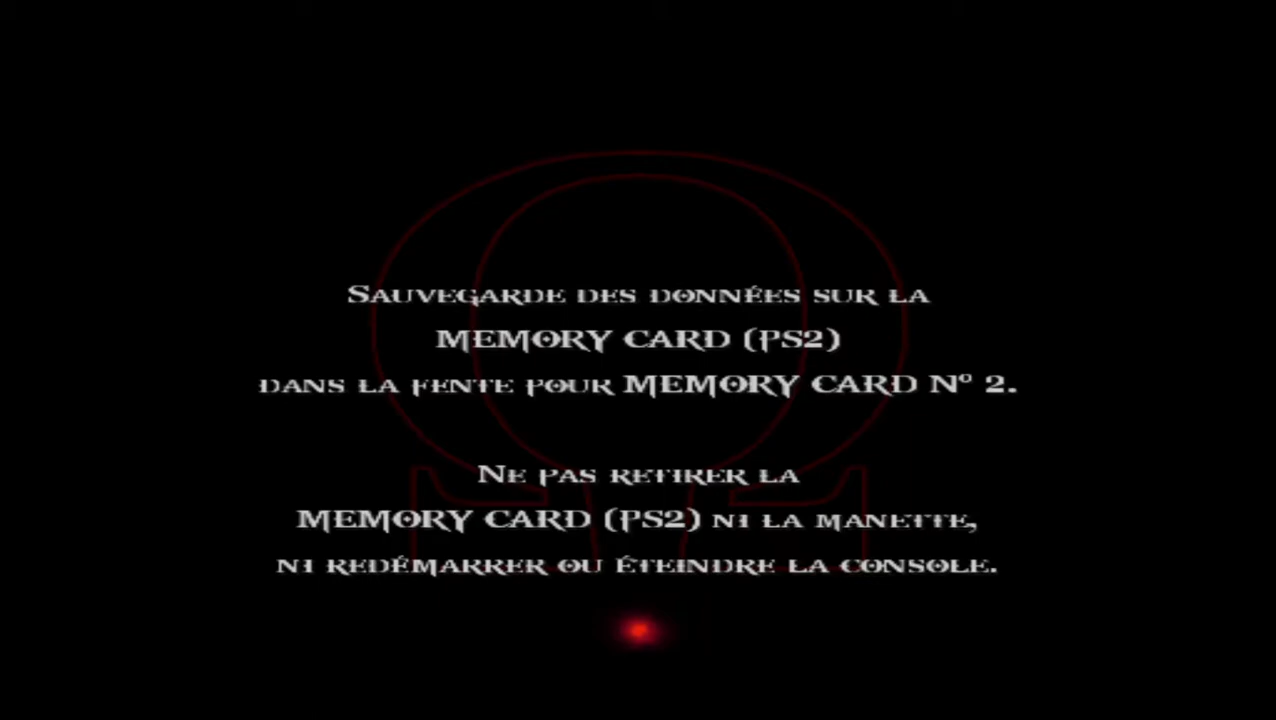 Sauvegarde des données sur la
MEMORY CARD (PS2)
dans la fente pour MEMORY CARD N° 2.
Ne pas retirer la
MEMORY CARD (PS2) ni la manette,
ni redémarrer ou éteindre la console.